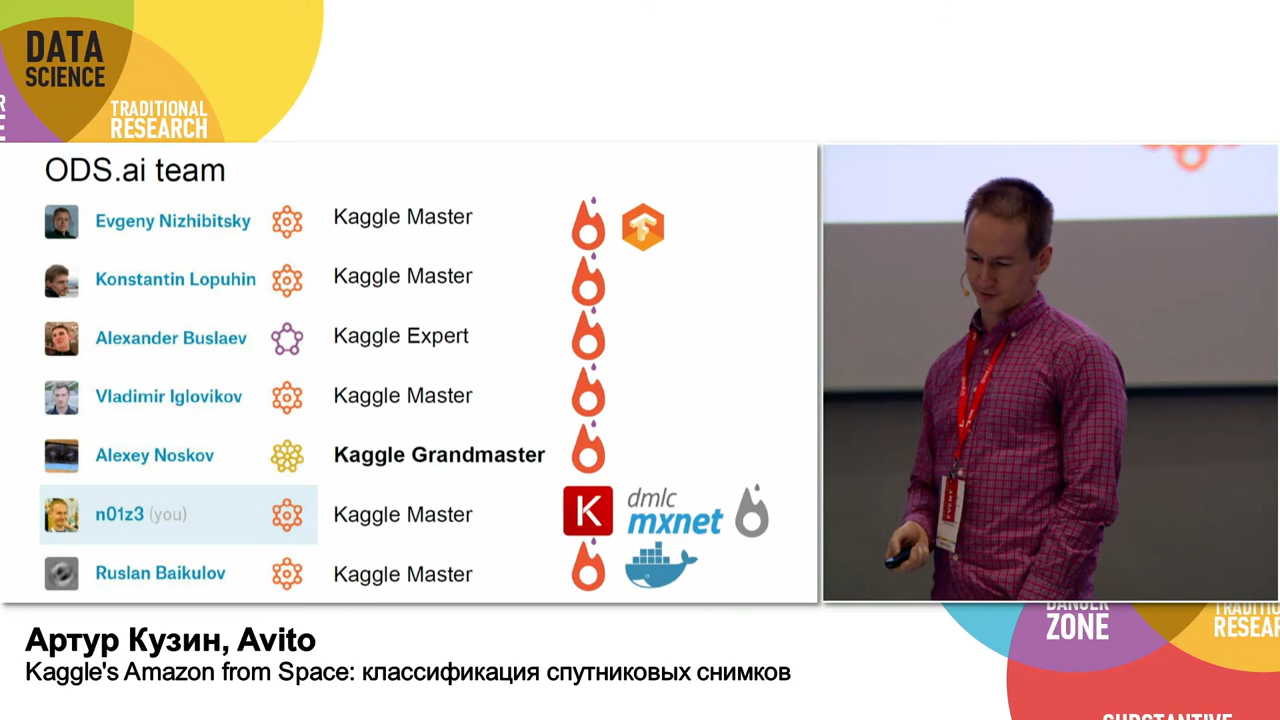 DATA
SCIENCE
TRADITIONAL
RESEARCH
ODS.ai team
Evgeny Nizhibitsky Kaggle Master
Konstantin Lopuhin Kaggle Master
Alexander Buslaev Kaggle Expert
Vladimir Iglovikov Kaggle Master
Alexey Noskov Kaggle Grandmaster
n01z3 (you) Kaggle Master K dmlc
mxnet
Ruslan Baikulov Kaggle Master
EVENT
DANGER
ZONE
Артур Кузин, Avito
Kaggle's Amazon from Space: классификация спутниковых снимков